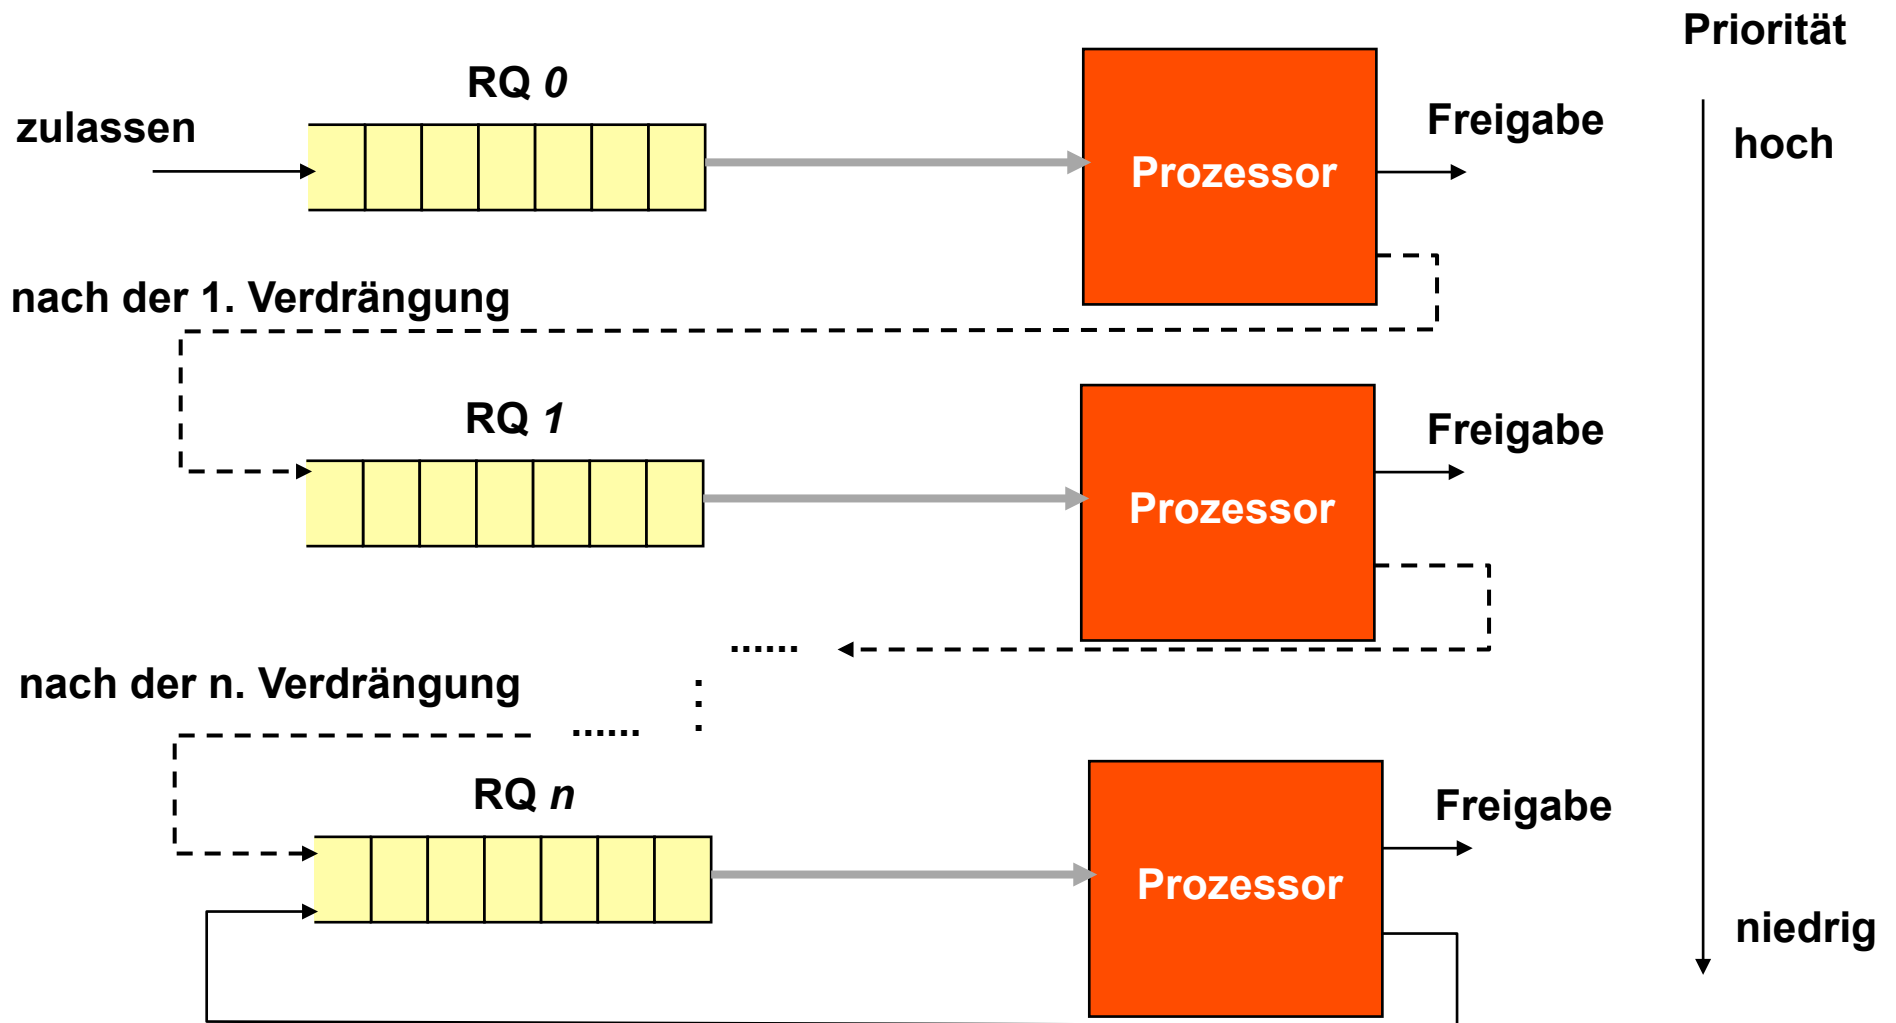 Priorität
RQ 0
zulassen
Freigabe
hoch
Prozessor
nach der 1. Verdrängung
RQ 1
Freigabe
Prozessor
......
nach der n. Verdrängung
......
RQ n
Freigabe
Prozessor
niedrig